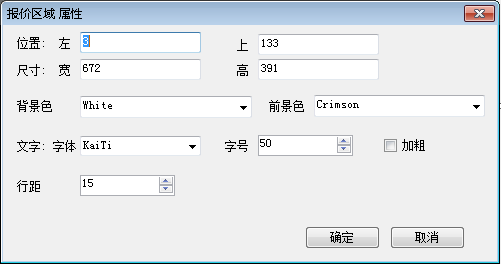 报价区域 属性
位置: 左 3 上 133
尺寸: 宽 672 高 391
背景色 White 前景色 Crimson
文字: 字体 KaiTi 字号 50 加粗
行距 15
确定 取消